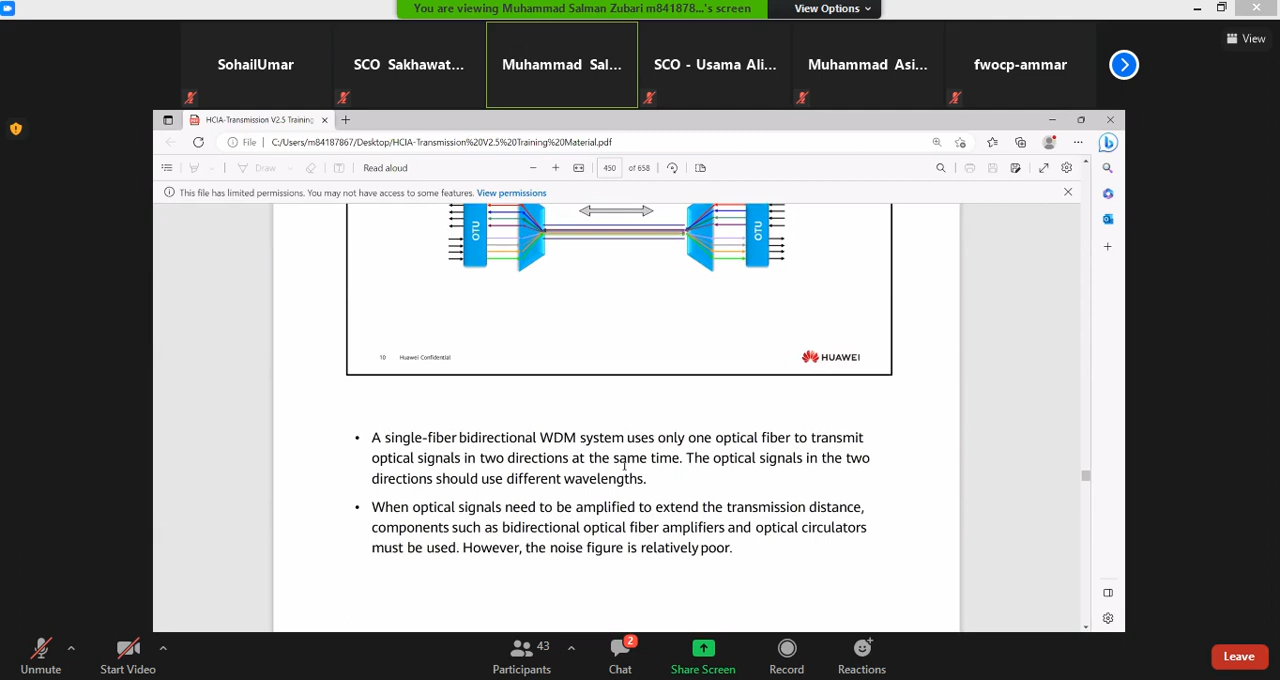 You are viewing Muhammad Salman Zubari m841878...'s screen
View Options
View
SohailUmar
SCO Sakhawat...
Muhammad Sal...
SCO - Usama Ali...
Muhammad Asi...
fwocp-ammar
HCIA-Transmission V2.5 Training
File
C:/Users/m84187867/Desktop/HCIA-Transmission%20V2.5%20Training%20Material.pdf
Draw
Read aloud
450
of 658
This file has limited permissions. You may not have access to some features. View permissions
OTU
OTU
10 Huawei Confidential
HUAWEI
• A single-fiber bidirectional WDM system uses only one optical fiber to transmit
optical signals in two directions at the same time. The optical signals in the two
directions should use different wavelengths.
• When optical signals need to be amplified to extend the transmission distance,
components such as bidirectional optical fiber amplifiers and optical circulators
must be used. However, the noise figure is relatively poor.
Unmute
Start Video
43
Participants
2
Chat
Share Screen
Record
Reactions
Leave